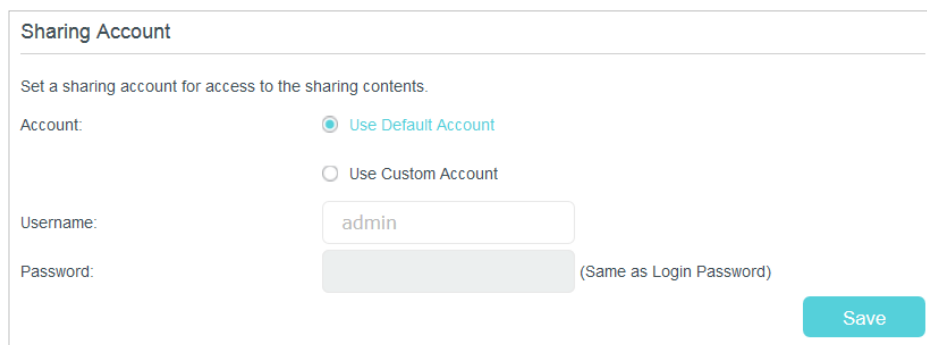 Sharing Account
Set a sharing account for access to the sharing contents.
Account: Use Default Account
Use Custom Account
Username: admin
Password: (Same as Login Password)
Save